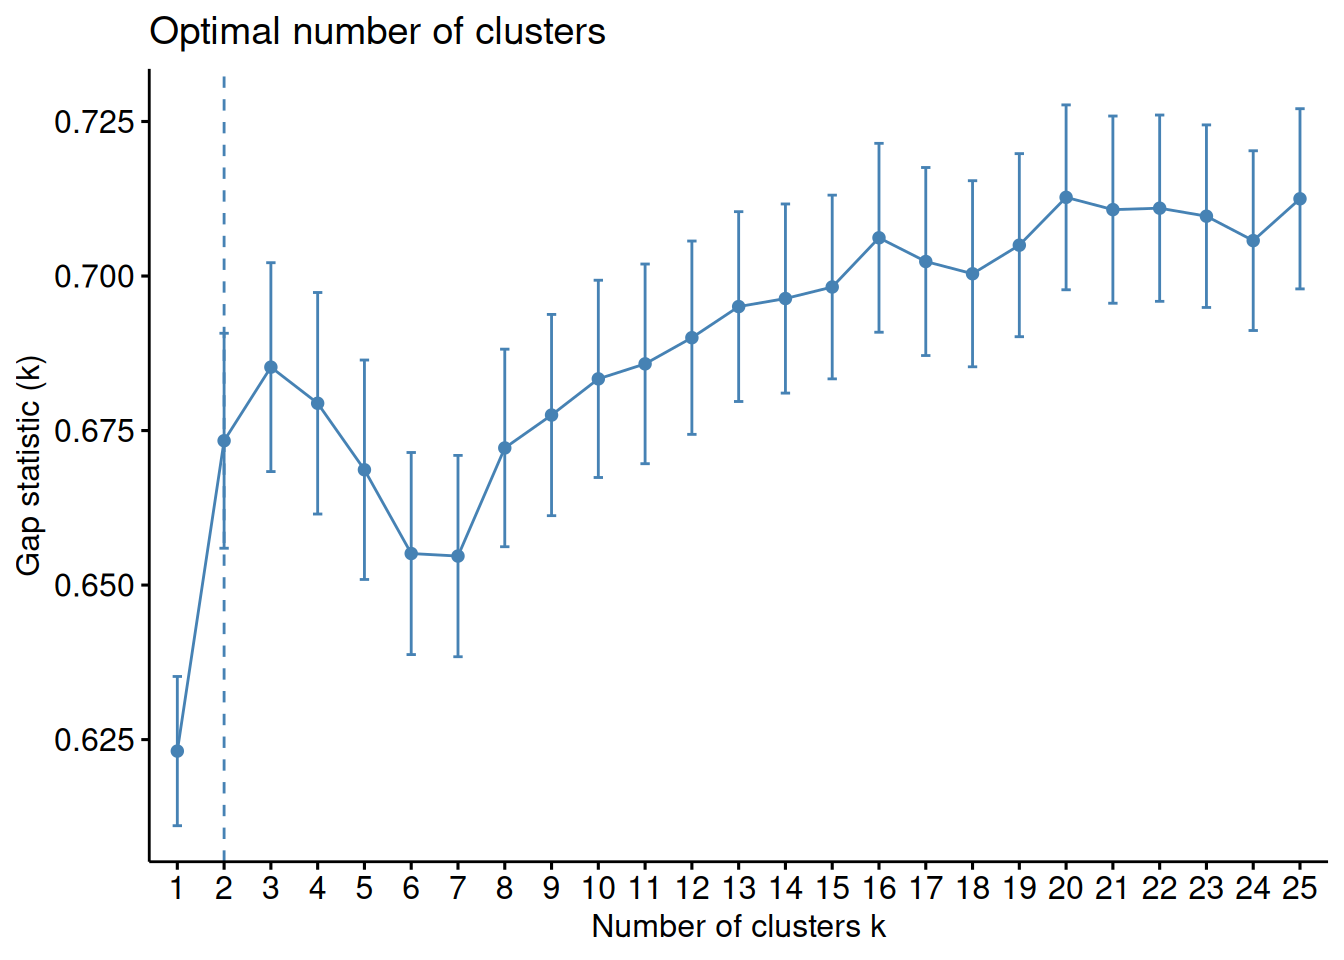 Optimal number of clusters
0.725
0.700
0.675
0.650
0.625
Gap statistic (k)
1 2 3 4 5 6 7 8 9 10 11 12 13 14 15 16 17 18 19 20 21 22 23 24 25
Number of clusters k